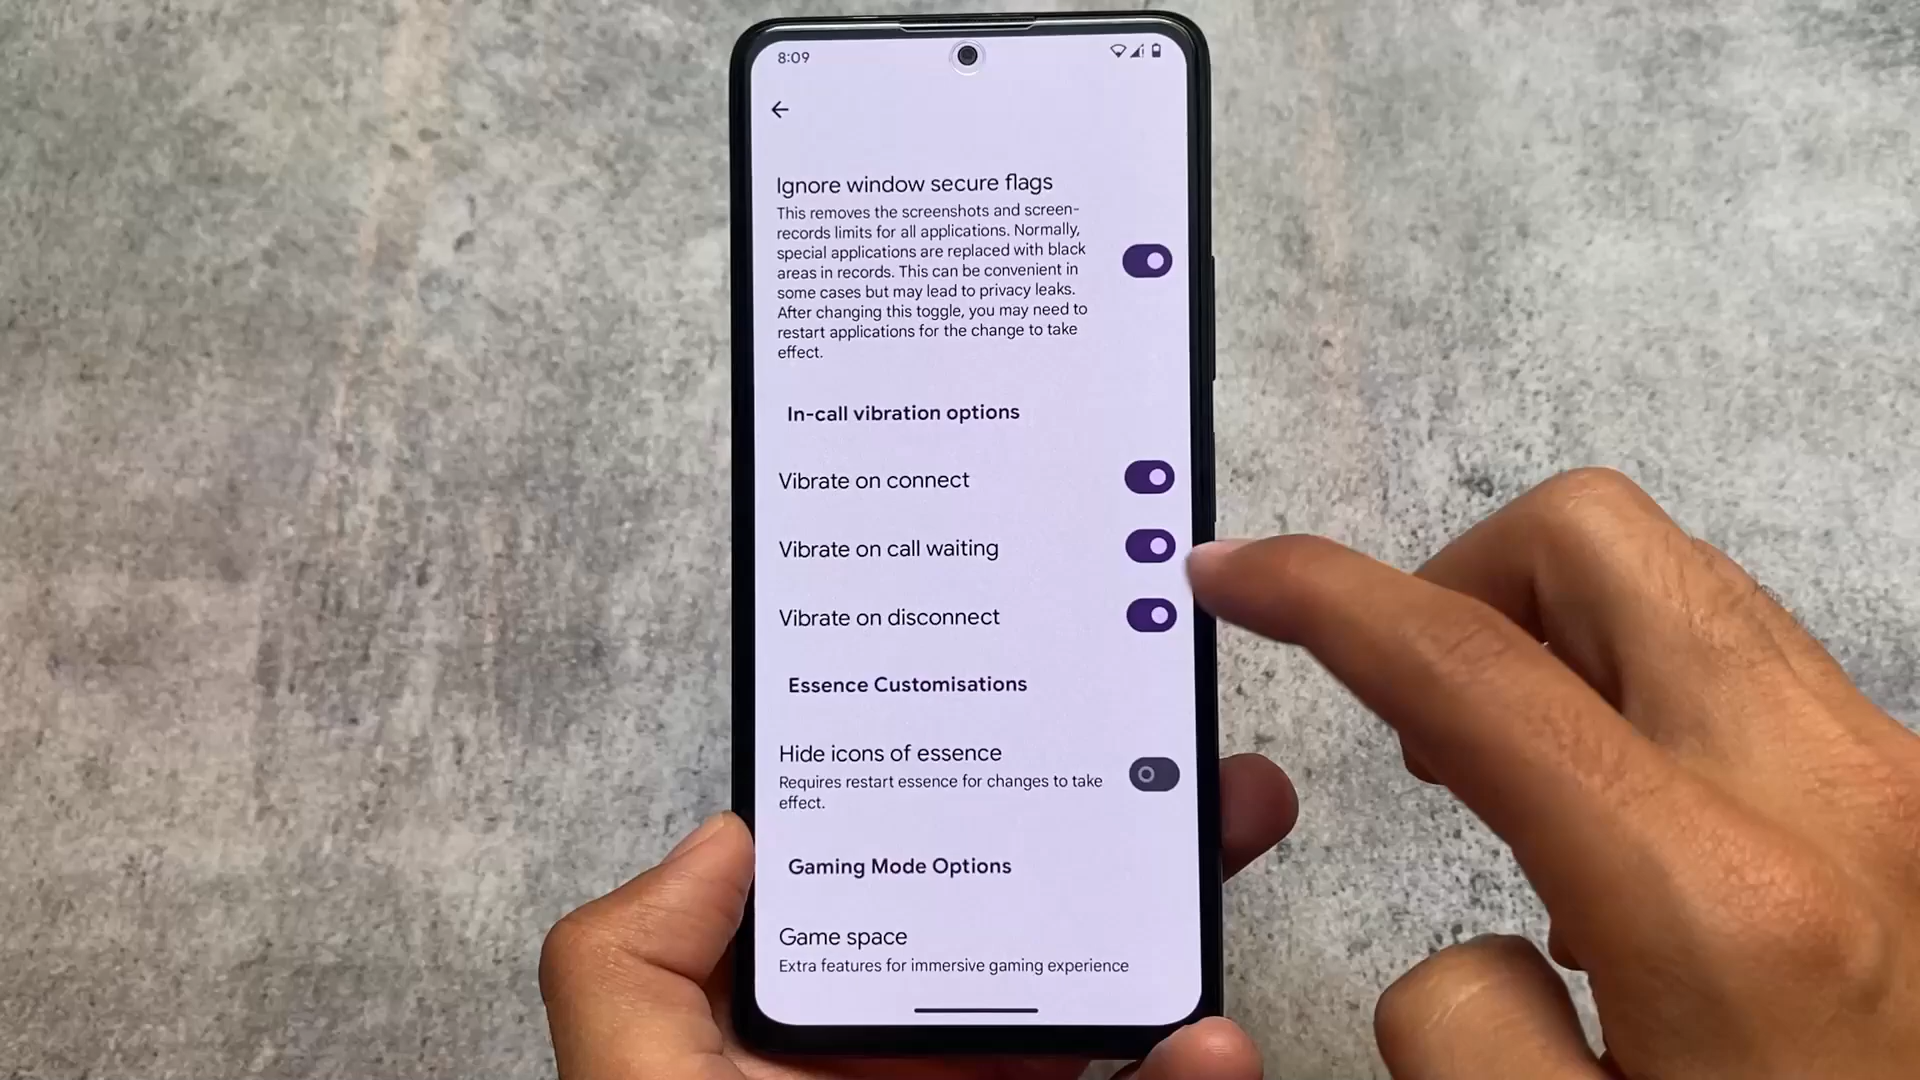 8:09
Ignore window secure flags
This removes the screenshots and screen-
records limits for all applications. Normally,
special applications are replaced with black
areas in records. This can be convenient in
some cases but may lead to privacy leaks.
After changing this toggle, you may need to
restart applications for the change to take
effect.
In-call vibration options
Vibrate on connect
Vibrate on call waiting
Vibrate on disconnect
Essence Customisations
Hide icons of essence
Requires restart essence for changes to take
effect.
Gaming Mode Options
Game space
Extra features for immersive gaming experience